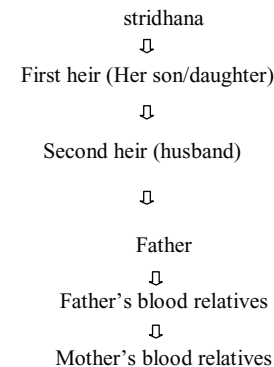 stridhana
⇩
First heir (Her son/daughter)
⇩
Second heir (husband)
⇩
Father
⇩
Father's blood relatives
⇩
Mother's blood relatives